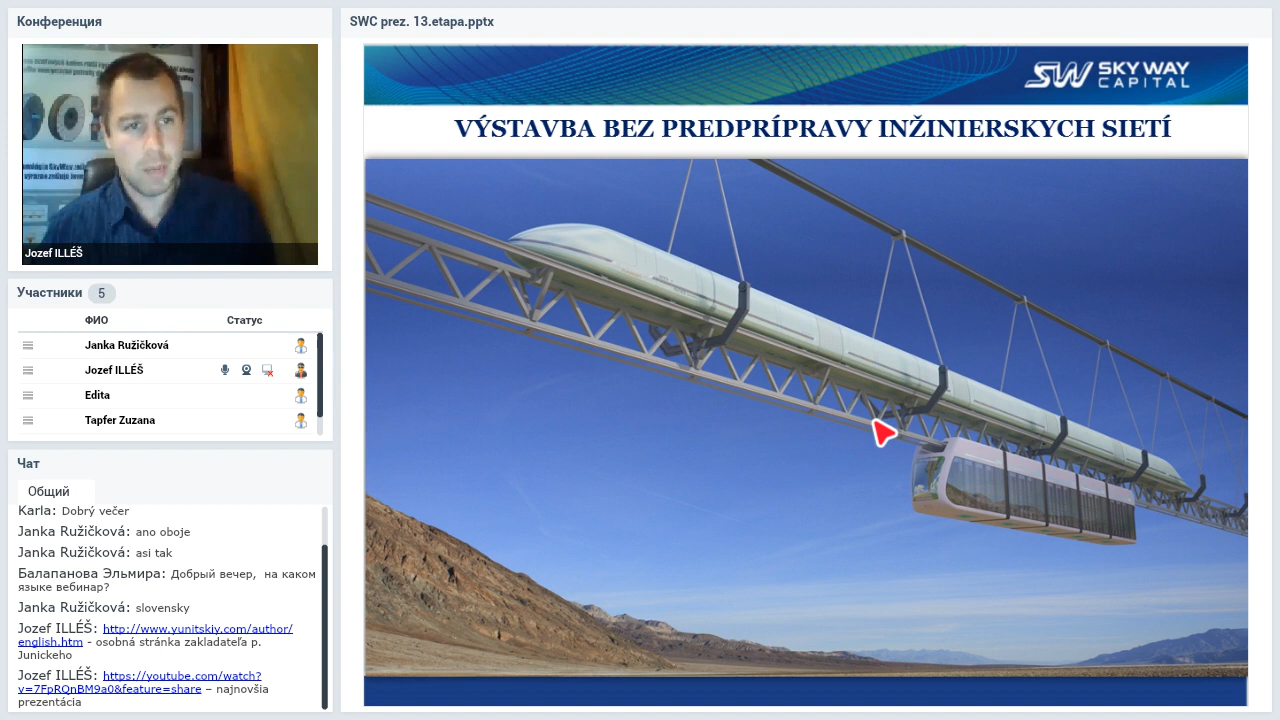 Конференция
Jozef ILLÉŠ
Участники 5
ФИО Статус
Janka Ružičková
Jozef ILLÉŠ
Edita
Tapfer Zuzana
Чат
Общий
Karla: Dobrý večer
Janka Ružičková: ano oboje
Janka Ružičková: asi tak
Балапанова Эльмира: Добрый вечер, на каком
языке вебинар?
Janka Ružičková: slovensky
Jozef ILLÉŠ: http://www.yunitskiy.com/author/
english.htm - osobná stránka zakladateľa p.
Junickeho
Jozef ILLÉŠ: https://youtube.com/watch?
v=7FpRQnBM9a0&feature=share – najnovšia
prezentácia
SWC prez. 13.etapa.pptx
SW SKY WAY
CAPITAL
VÝSTAVBA BEZ PREDPRÍPRAVY INŽINIERSKYCH SIETÍ